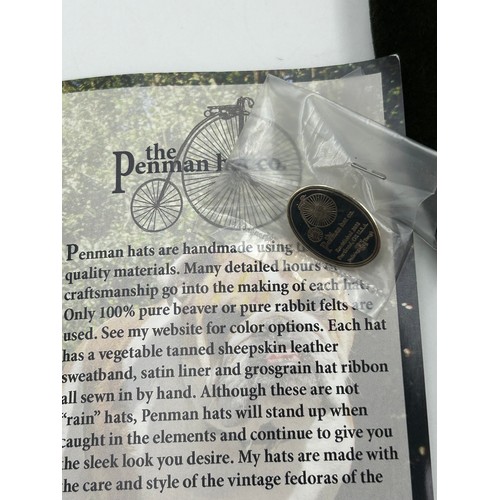 the
Penman hat co.
Penman hats are handmade using
quality materials. Many detailed hours
craftsmanship go into the making of each hat.
Only 100% pure beaver or pure rabbit felts are
used. See my website for color options. Each hat
has a vegetable tanned sheepskin leather
sweatband, satin liner and grosgrain hat ribbon
all sewn in by hand. Although these are not
“rain” hats, Penman hats will stand up when
caught in the elements and continue to give you
the sleek look you desire. My hats are made with
the care and style of the vintage fedoras of the